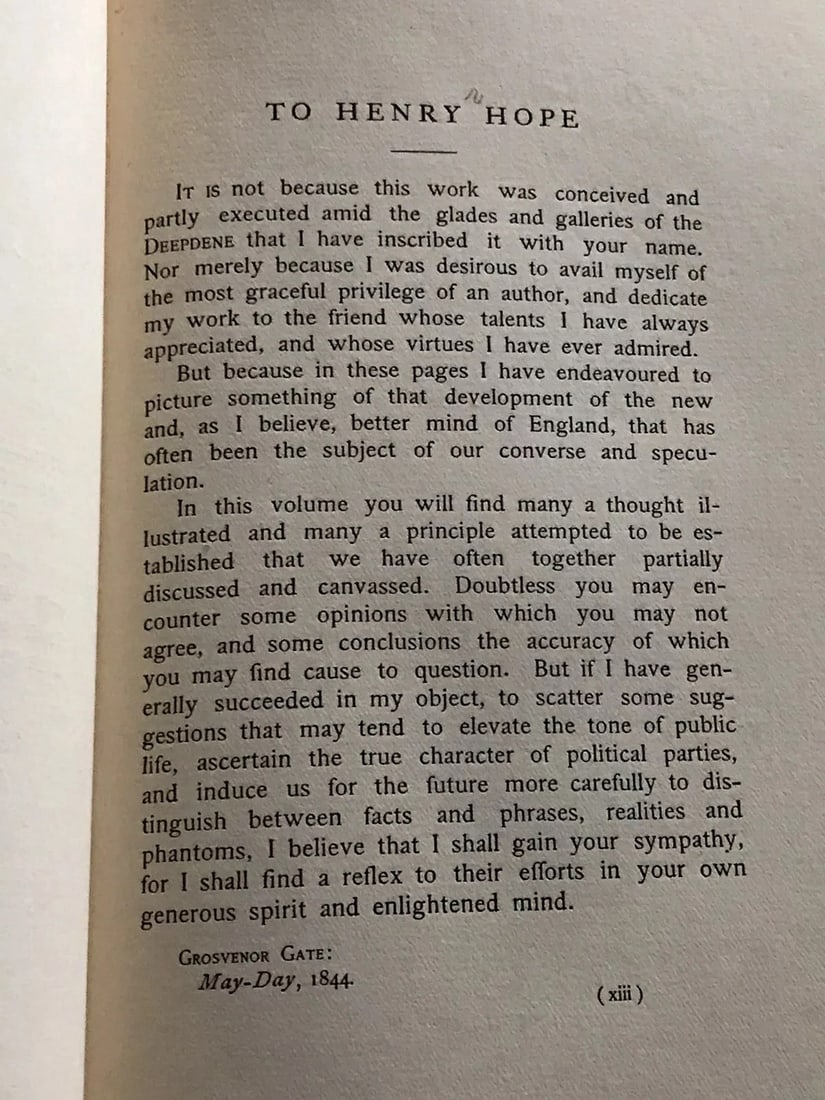 TO HENRY HOPE
IT IS not because this work was conceived and
partly executed amid the glades and galleries of the
DEEPDENE that I have inscribed it with your name.
Nor merely because I was desirous to avail myself of
the most graceful privilege of an author, and dedicate
my work to the friend whose talents I have always
appreciated, and whose virtues I have ever admired.
But because in these pages I have endeavoured to
picture something of that development of the new
and, as I believe, better mind of England, that has
often been the subject of our converse and specu-
lation.
In this volume you will find many a thought il-
lustrated and many a principle attempted to be es-
tablished that we have often together partially
discussed and canvassed. Doubtless you may en-
counter some opinions with which you may not
agree, and some conclusions the accuracy of which
you may find cause to question. But if I have gen-
erally succeeded in my object, to scatter some sug-
gestions that may tend to elevate the tone of public
life, ascertain the true character of political parties,
and induce us for the future more carefully to dis-
tinguish between facts and phrases, realities and
phantoms, I believe that I shall gain your sympathy,
for I shall find a reflex to their efforts in your own
generous spirit and enlightened mind.
GROSVENOR GATE:
May-Day, 1844.
(xiii)